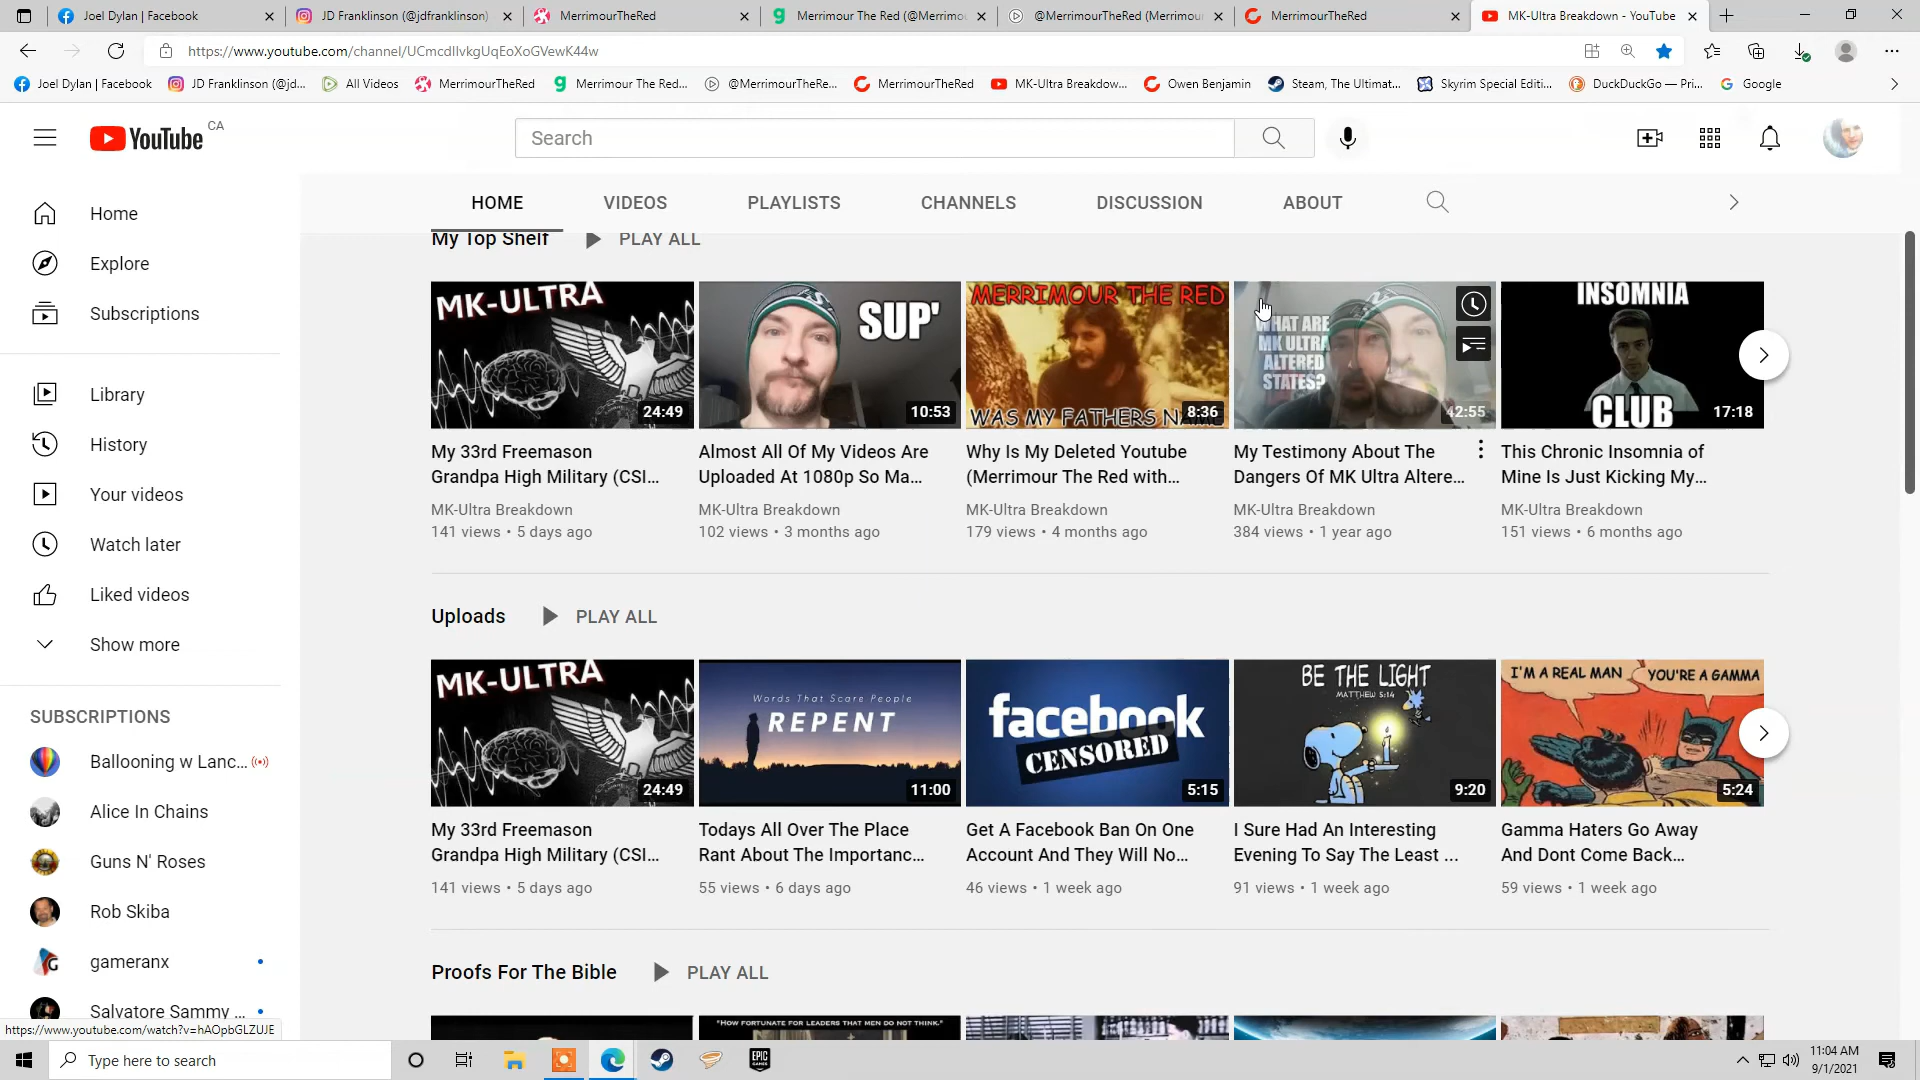 Joel Dylan | Facebook
JD Franklinson (@jdfranklinson)
MerrimourTheRed
Merrimour The Red (@Merrimo
@MerrimourTheRed (Merrimou
MerrimourTheRed
MK-Ultra Breakdown - YouTube
https://www.youtube.com/channel/UCmcdIlvkgUqEoXoGVewK44w
Joel Dylan | Facebook
JD Franklinson (@jd...
All Videos
MerrimourTheRed
Merrimour The Red...
@MerrimourTheRe...
MerrimourTheRed
MK-Ultra Breakdow...
Owen Benjamin
Steam, The Ultimat...
Skyrim Special Editi...
DuckDuckGo — Pri...
Google
YouTube CA
Search
HOME
VIDEOS
PLAYLISTS
CHANNELS
DISCUSSION
ABOUT
Home
Explore
Subscriptions
Library
History
Your videos
Watch later
Liked videos
Show more
SUBSCRIPTIONS
Ballooning w Lanc...
Alice In Chains
Guns N' Roses
Rob Skiba
gameranx
Salvatore Sammy ...
https://www.youtube.com/watch?v=hAOpbGLZUJE
My Top Shelf
PLAY ALL
MK-ULTRA
24:49
My 33rd Freemason
Grandpa High Military (CSI...
MK-Ultra Breakdown
141 views • 5 days ago
SUP'
10:53
Almost All Of My Videos Are
Uploaded At 1080p So Ma...
MK-Ultra Breakdown
102 views • 3 months ago
MERRIMOUR THE RED
WAS MY FATHERS NAME
8:36
Why Is My Deleted Youtube
(Merrimour The Red with...
MK-Ultra Breakdown
179 views • 4 months ago
WHAT ARE
MK ULTRA
ALTERED
STATES?
42:55
My Testimony About The
Dangers Of MK Ultra Altere...
MK-Ultra Breakdown
384 views • 1 year ago
INSOMNIA
CLUB
17:18
This Chronic Insomnia of
Mine Is Just Kicking My...
MK-Ultra Breakdown
151 views • 6 months ago
Uploads
PLAY ALL
MK-ULTRA
24:49
My 33rd Freemason
Grandpa High Military (CSI...
141 views • 5 days ago
Words That Scare People
REPENT
11:00
Todays All Over The Place
Rant About The Importanc...
55 views • 6 days ago
facebook
CENSORED
5:15
Get A Facebook Ban On One
Account And They Will No...
46 views • 1 week ago
BE THE LIGHT
MATTHEW 5:14
9:20
I Sure Had An Interesting
Evening To Say The Least ...
91 views • 1 week ago
I'M A REAL MAN
YOU'RE A GAMMA
5:24
Gamma Haters Go Away
And Dont Come Back...
59 views • 1 week ago
Proofs For The Bible
PLAY ALL
"HOW FORTUNATE FOR LEADERS THAT MEN DO NOT THINK."
Type here to search
EPIC
GAMES
11:04 AM
9/1/2021